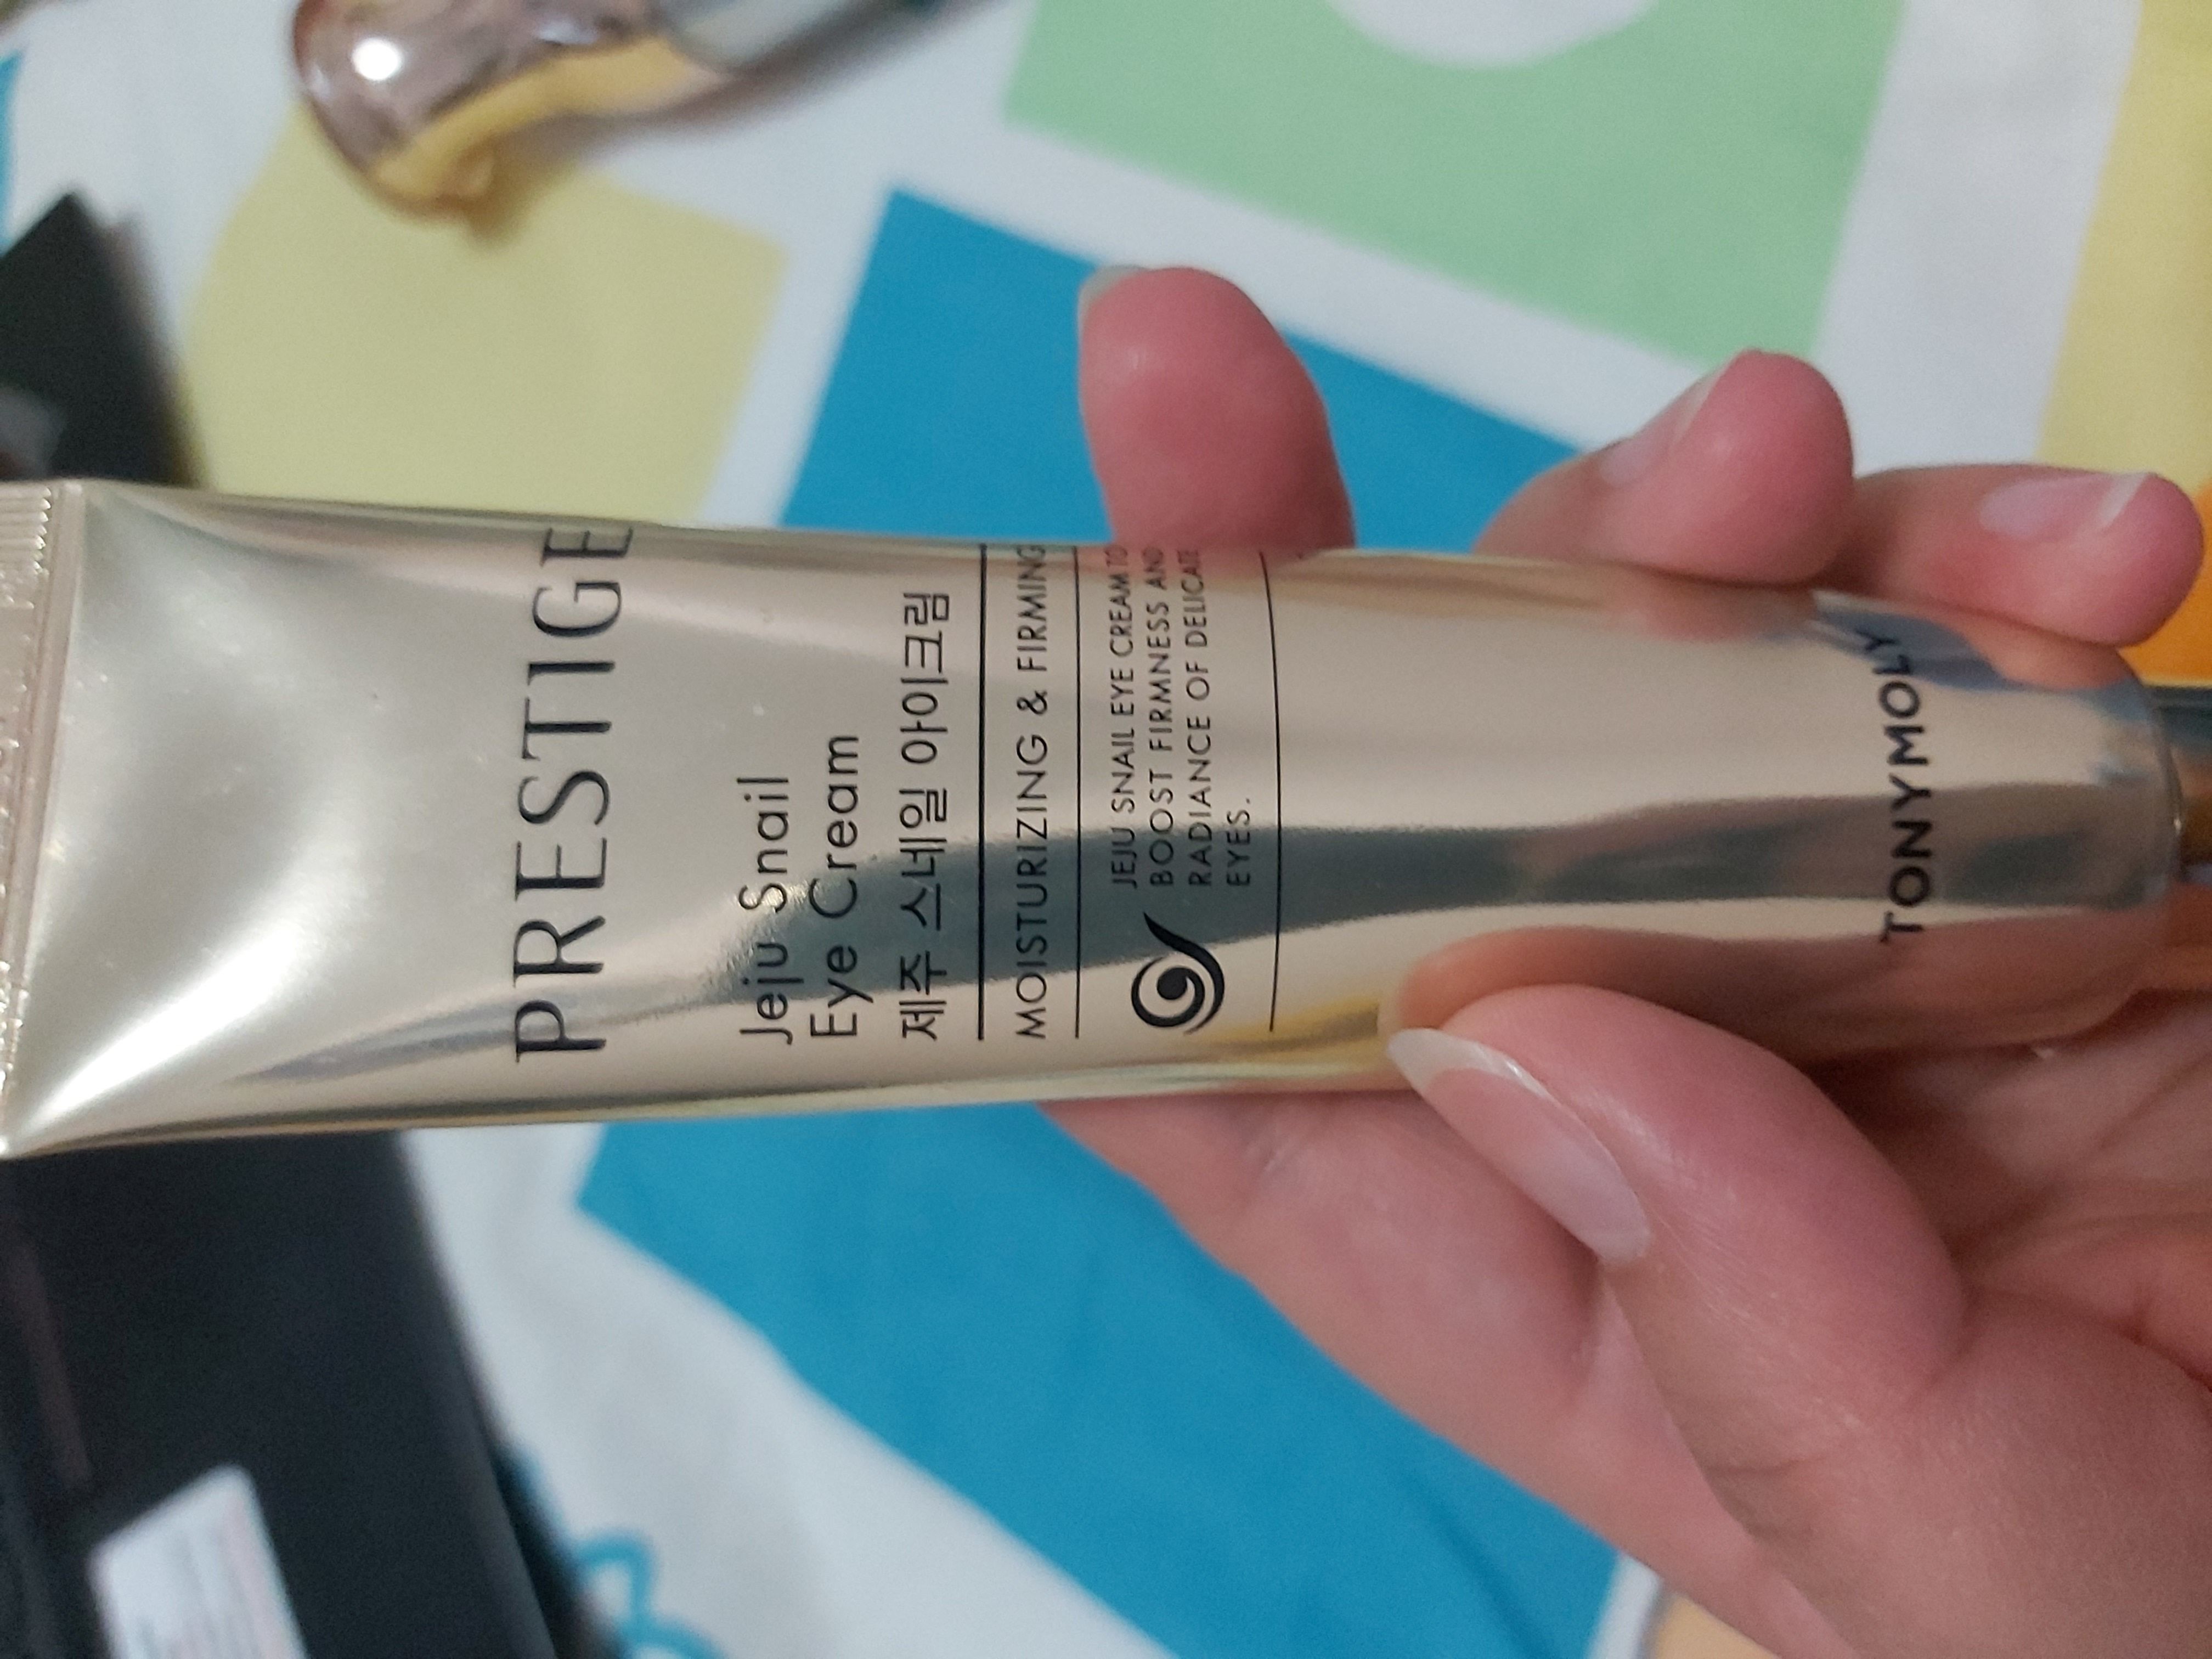 PRESTIGE
Jeju Snail
Eye Cream
제주 스네일 아이크림
MOISTURIZING & FIRMING
JEJU SNAIL EYE CREAM TO
BOOST FIRMNESS AND
RADIANCE OF DELICATE
EYES.
TONYMOLY